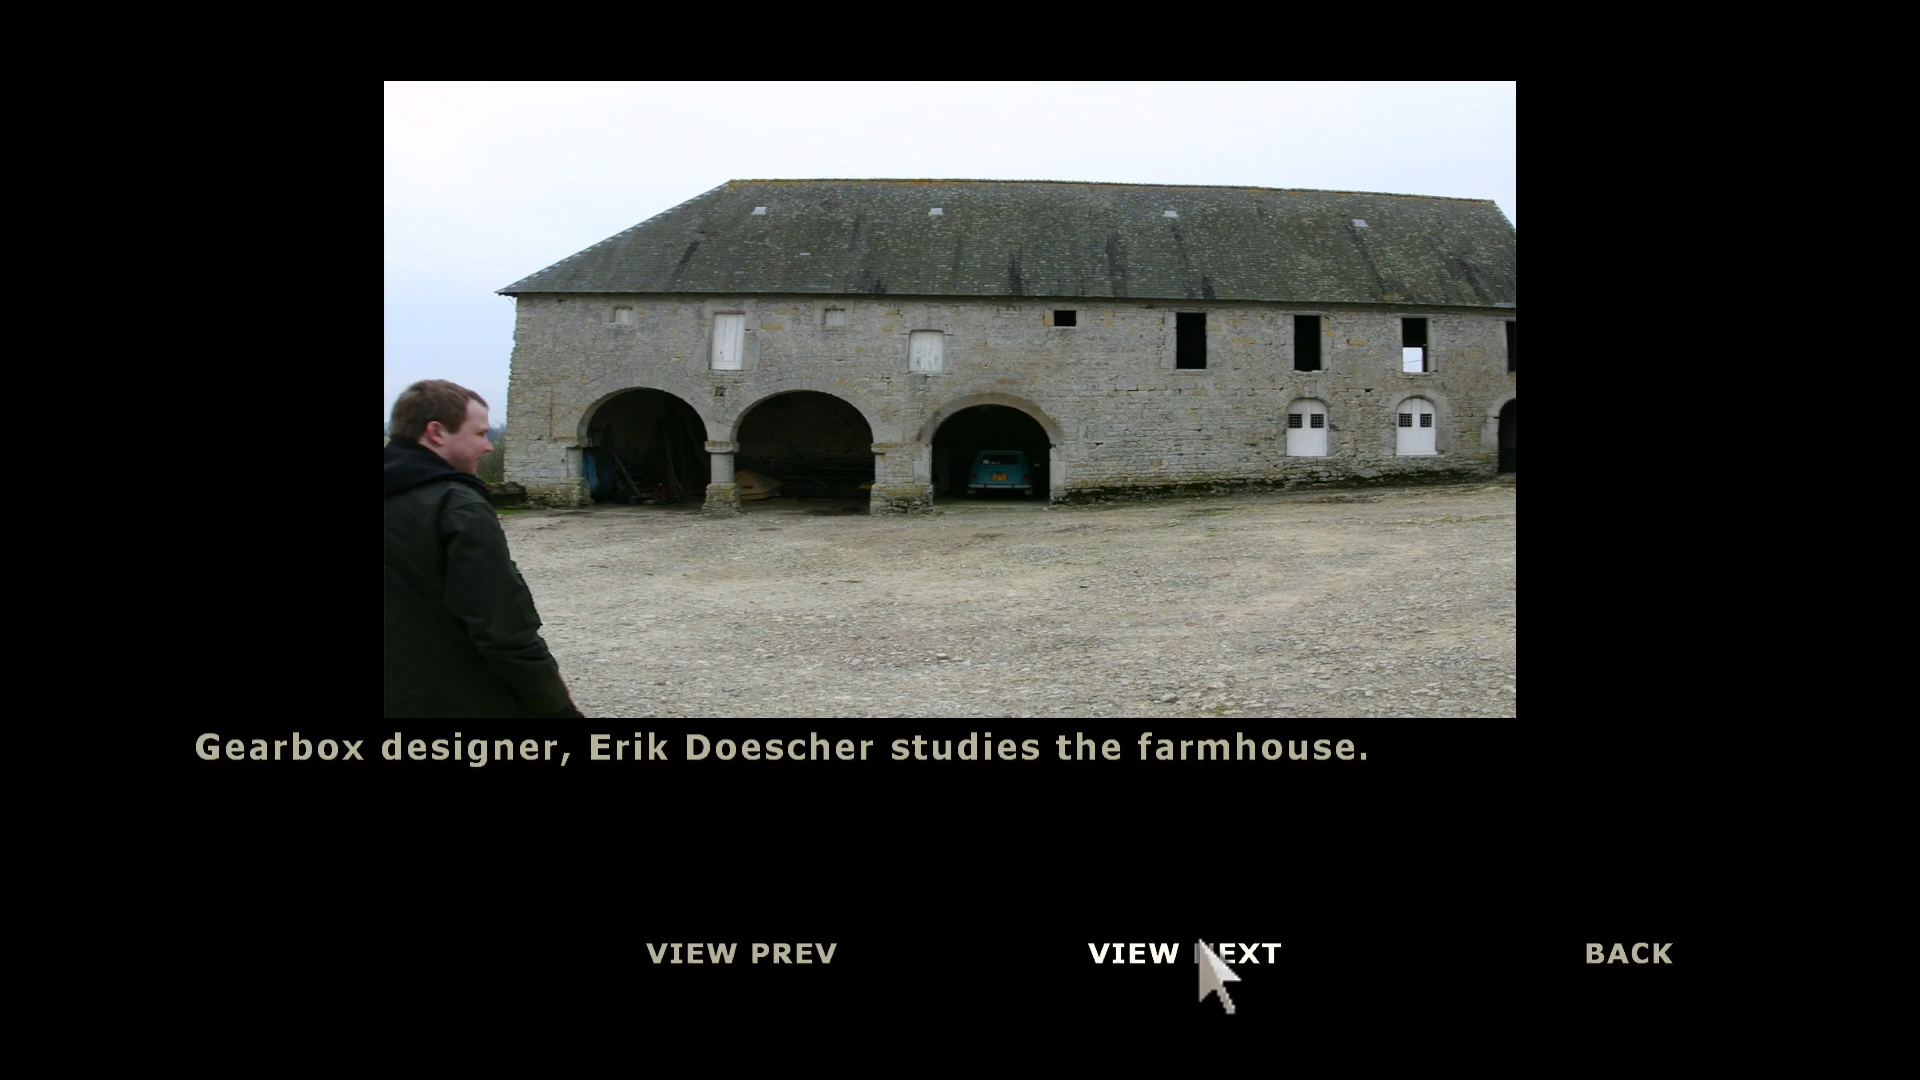 Gearbox designer, Erik Doescher studies the farmhouse.
VIEW PREV
VIEW NEXT
BACK